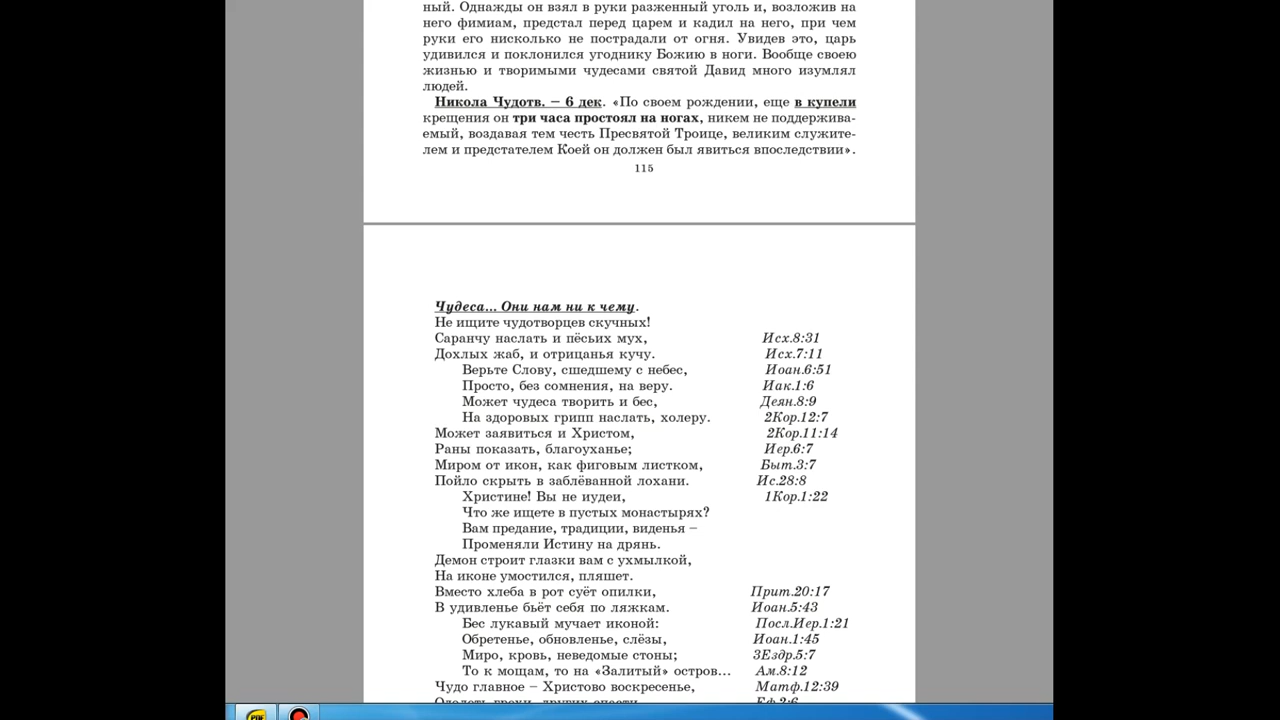 ный. Однажды он взял в руки разженный уголь и, возложив на
него фимиам, предстал перед царем и кадил на него, при чем
руки его нисколько не пострадали от огня. Увидев это, царь
удивился и поклонился угоднику Божию в ноги. Вообще своею
жизнью и творимыми чудесами святой Давид много изумлял
людей.
Никола Чудотв. – 6 дек. «По своем рождении, еще в купели
крещения он три часа простоял на ногах, никем не поддержива-
емый, воздавая тем честь Пресвятой Троице, великим служите-
лем и предстателем Коей он должен был явиться впоследствии».
115
Чудеса... Они нам ни к чему.
Не ищите чудотворцев скучных!
Саранчу наслать и пёсьих мух, Исх.8:31
Дохлых жаб, и отрицанья кучу. Исх.7:11
Верьте Слову, сшедшему с небес, Иоан.6:51
Просто, без сомнения, на веру. Иак.1:6
Может чудеса творить и бес, Деян.8:9
На здоровых грипп наслать, холеру. 2Кор.12:7
Может заявиться и Христом, 2Кор.11:14
Раны показать, благоуханье; Иер.6:7
Миром от икон, как фиговым листком, Быт.3:7
Пойло скрыть в заблёванной лохани. Ис.28:8
Христине! Вы не иудеи, 1Кор.1:22
Что же ищете в пустых монастырях?
Вам предание, традиции, виденья –
Променяли Истину на дрянь.
Демон строит глазки вам с ухмылкой,
На иконе умостился, пляшет.
Вместо хлеба в рот суёт опилки, Прит.20:17
В удивленье бьёт себя по ляжкам. Иоан.5:43
Бес лукавый мучает иконой: Посл.Иер.1:21
Обретенье, обновленье, слёзы, Иоан.1:45
Миро, кровь, неведомые стоны; 3Ездр.5:7
То к мощам, то на «Залитый» остров... Ам.8:12
Чудо главное – Христово воскресенье, Матф.12:39